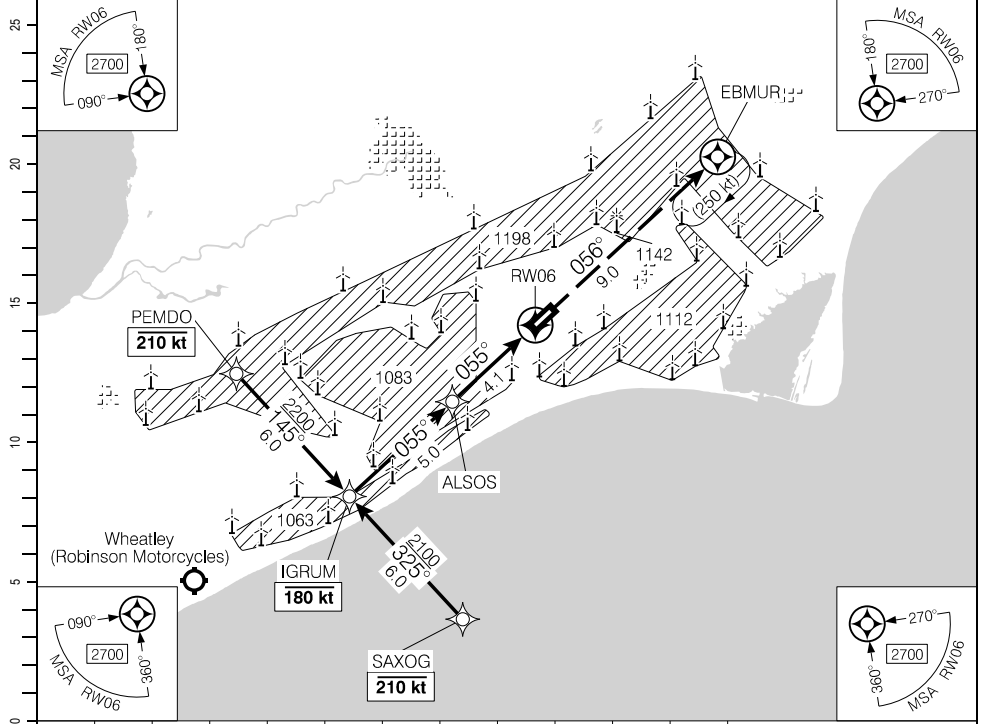 25
20
15
10
5
0
MSA RW06
180°
2700
090°
MSA RW06
180°
2700
270°
EBMUR
(250 kt)
1198
1142
056°
9.0
RW06
1112
PEMDO
210 kt
1083
055°
4.1
2200
145°
6.0
055°
5.0
ALSOS
1063
Wheatley
(Robinson Motorcycles)
IGRUM
180 kt
2100
325°
6.0
SAXOG
210 kt
090°
2700
360°
MSA RW06
270°
2700
360°
MSA RW06